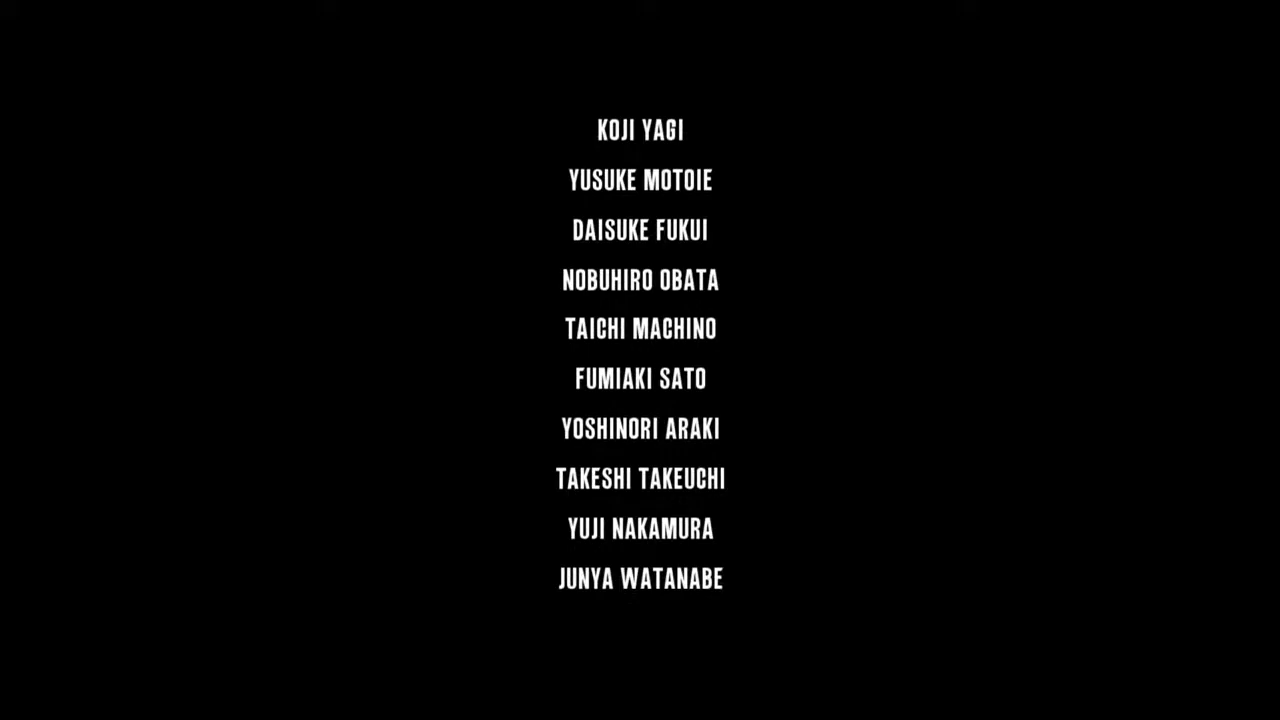 KOJI YAGI
YUSUKE MOTOIE
DAISUKE FUKUI
NOBUHIRO OBATA
TAICHI MACHINO
FUMIAKI SATO
YOSHINORI ARAKI
TAKESHI TAKEUCHI
YUJI NAKAMURA
JUNYA WATANABE